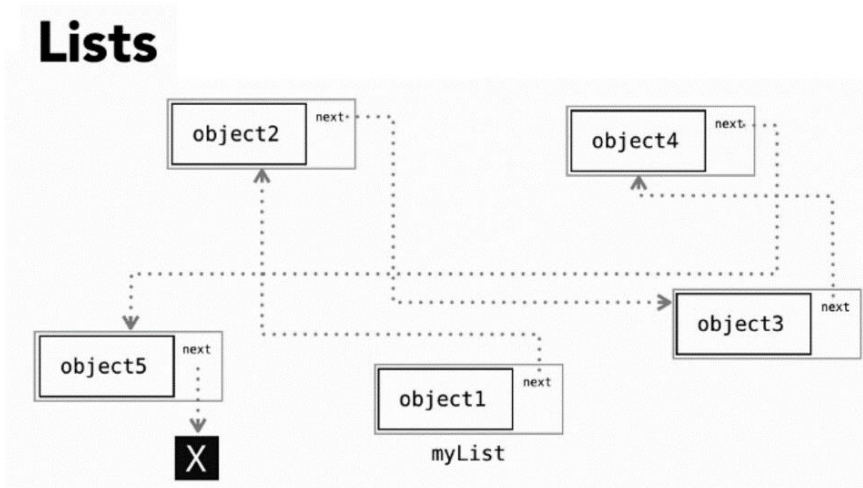 Lists
object2
next
object4
next
object3
next
object5
next
object1
next
X
myList